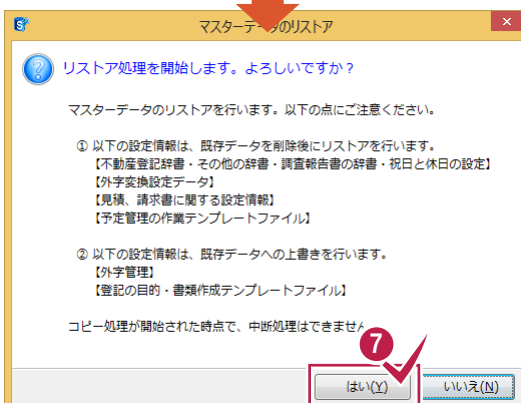 マスターデータのリストア
リストア処理を開始します。よろしいですか?
マスターデータのリストアを行います。以下の点にご注意ください。
① 以下の設定情報は、既存データを削除後にリストアを行います。
【不動産登記辞書・その他の辞書・調査報告書の辞書・祝日と休日の設定】
【外字変換設定データ】
【見積、請求書に関する設定情報】
【予定管理の作業テンプレートファイル】
② 以下の設定情報は、既存データへの上書きを行います。
【外字管理】
【登記の目的・書類作成テンプレートファイル】
コピー処理が開始された時点で、中断処理はできません
7
はい(Y) いいえ(N)